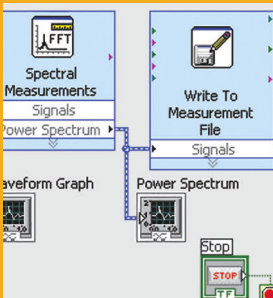 FFT
Spectral
Measurements
Signals
Power Spectrum
Write To
Measurement
File
Signals
aveform Graph
Power Spectrum
Stop
STOP
TF